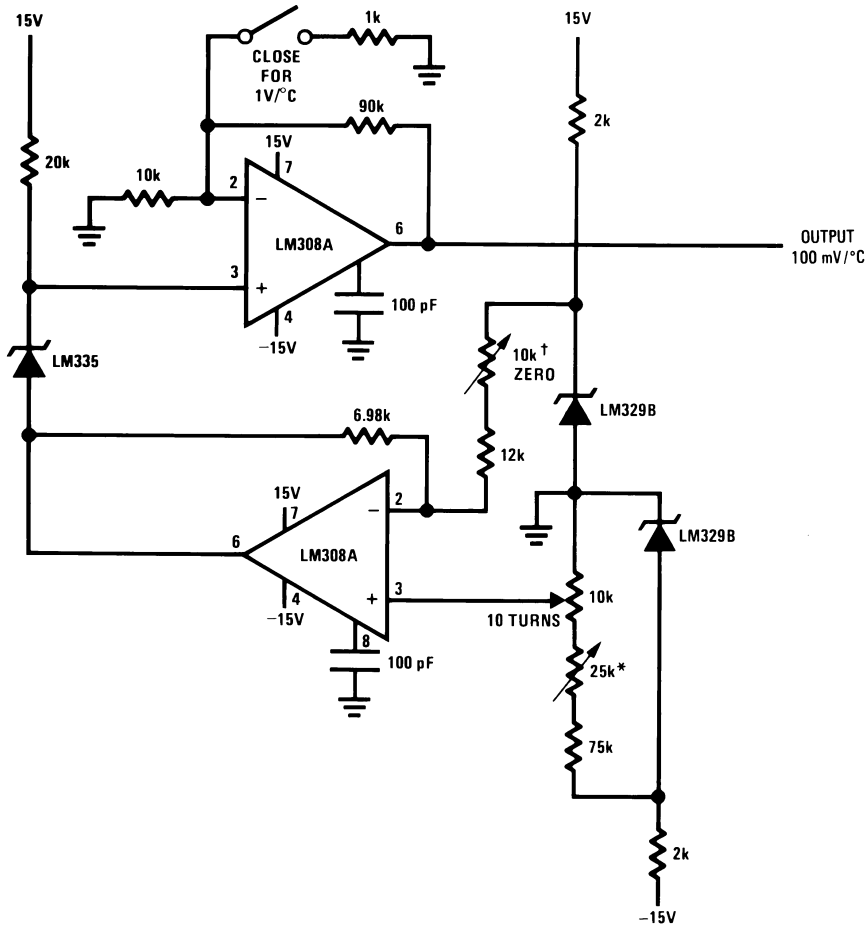 15V
1k
15V
CLOSE
FOR
1V/°C
90k
2k
20k
15V
7
10k
2
−
6
LM308A
OUTPUT
100 mV/°C
3
+
100 pF
4
−15V
10k†
ZERO
LM335
LM329B
6.98k
12k
15V
7
2
−
LM329B
6
LM308A
3
+
10k
4
−15V
10 TURNS
8
100 pF
25k*
75k
2k
−15V